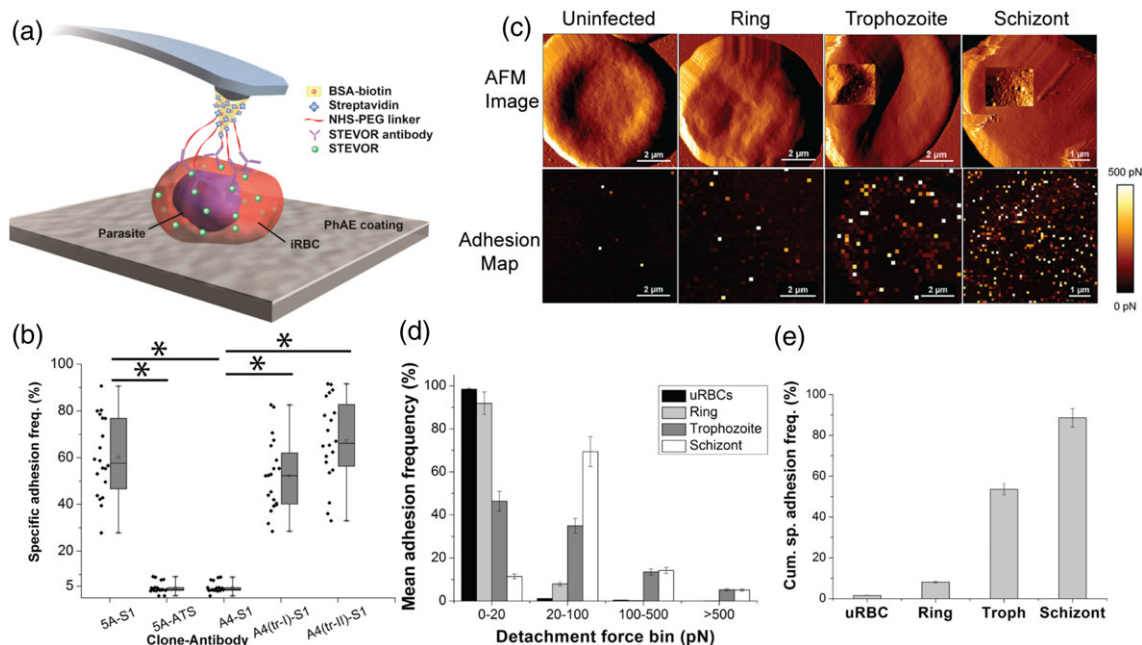 (a)
BSA-biotin
Streptavidin
NHS-PEG linker
STEVOR antibody
STEVOR
Parasite
iRBC
PhAE coating
(c)
Uninfected
Ring
Trophozoite
Schizont
AFM
Image
2 μm
2 μm
2 μm
1 μm
Adhesion
Map
2 μm
2 μm
2 μm
1 μm
500 pN
0 pN
(b)
Specific adhesion freq. (%)
100
80
60
40
20
5
* * * *
5A-S1
5A-ATS
A4-S1
A4(tr-I)-S1
A4(tr-II)-S1
Clone-Antibody
(d)
Mean adhesion frequency (%)
100
80
60
40
20
0
uRBCs
Ring
Trophozoite
Schizont
0-20
20-100
100-500
>500
Detachment force bin (pN)
(e)
Cum. sp. adhesion freq. (%)
100
80
60
40
20
0
uRBC
Ring
Troph
Schizont